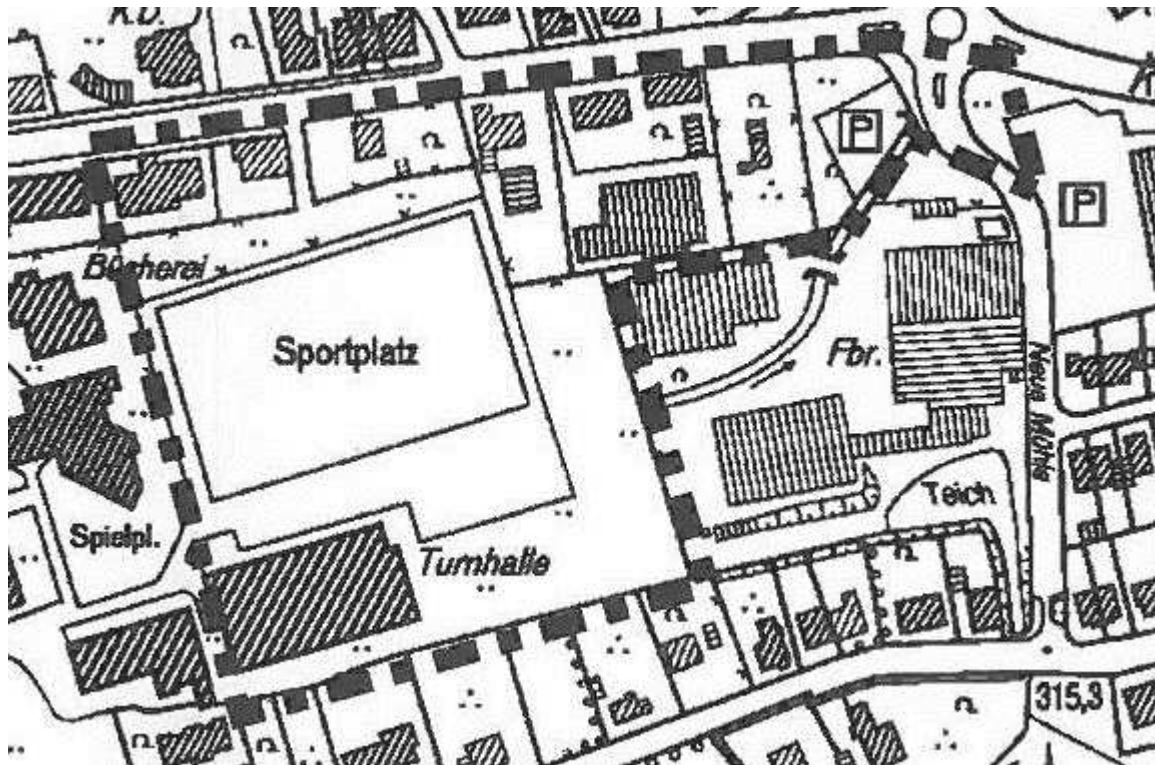 K.D.
P
P
Bücherei
Sportplatz
Fbr.
Neue Mühle
Teich
Spielpl.
Turnhalle
315,3